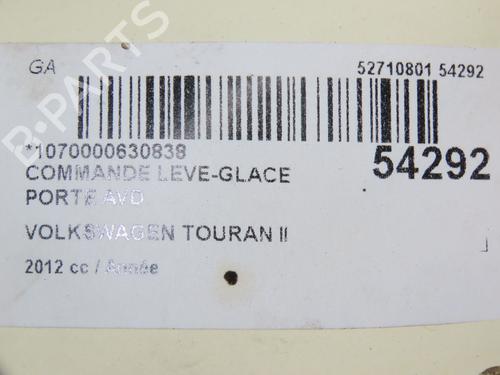 GA
52710801 54292
*1070000630838
54292
COMMANDE LEVE-GLACE
PORTE AVD
VOLKSWAGEN TOURAN II
2012 cc / Année
B-PARTS